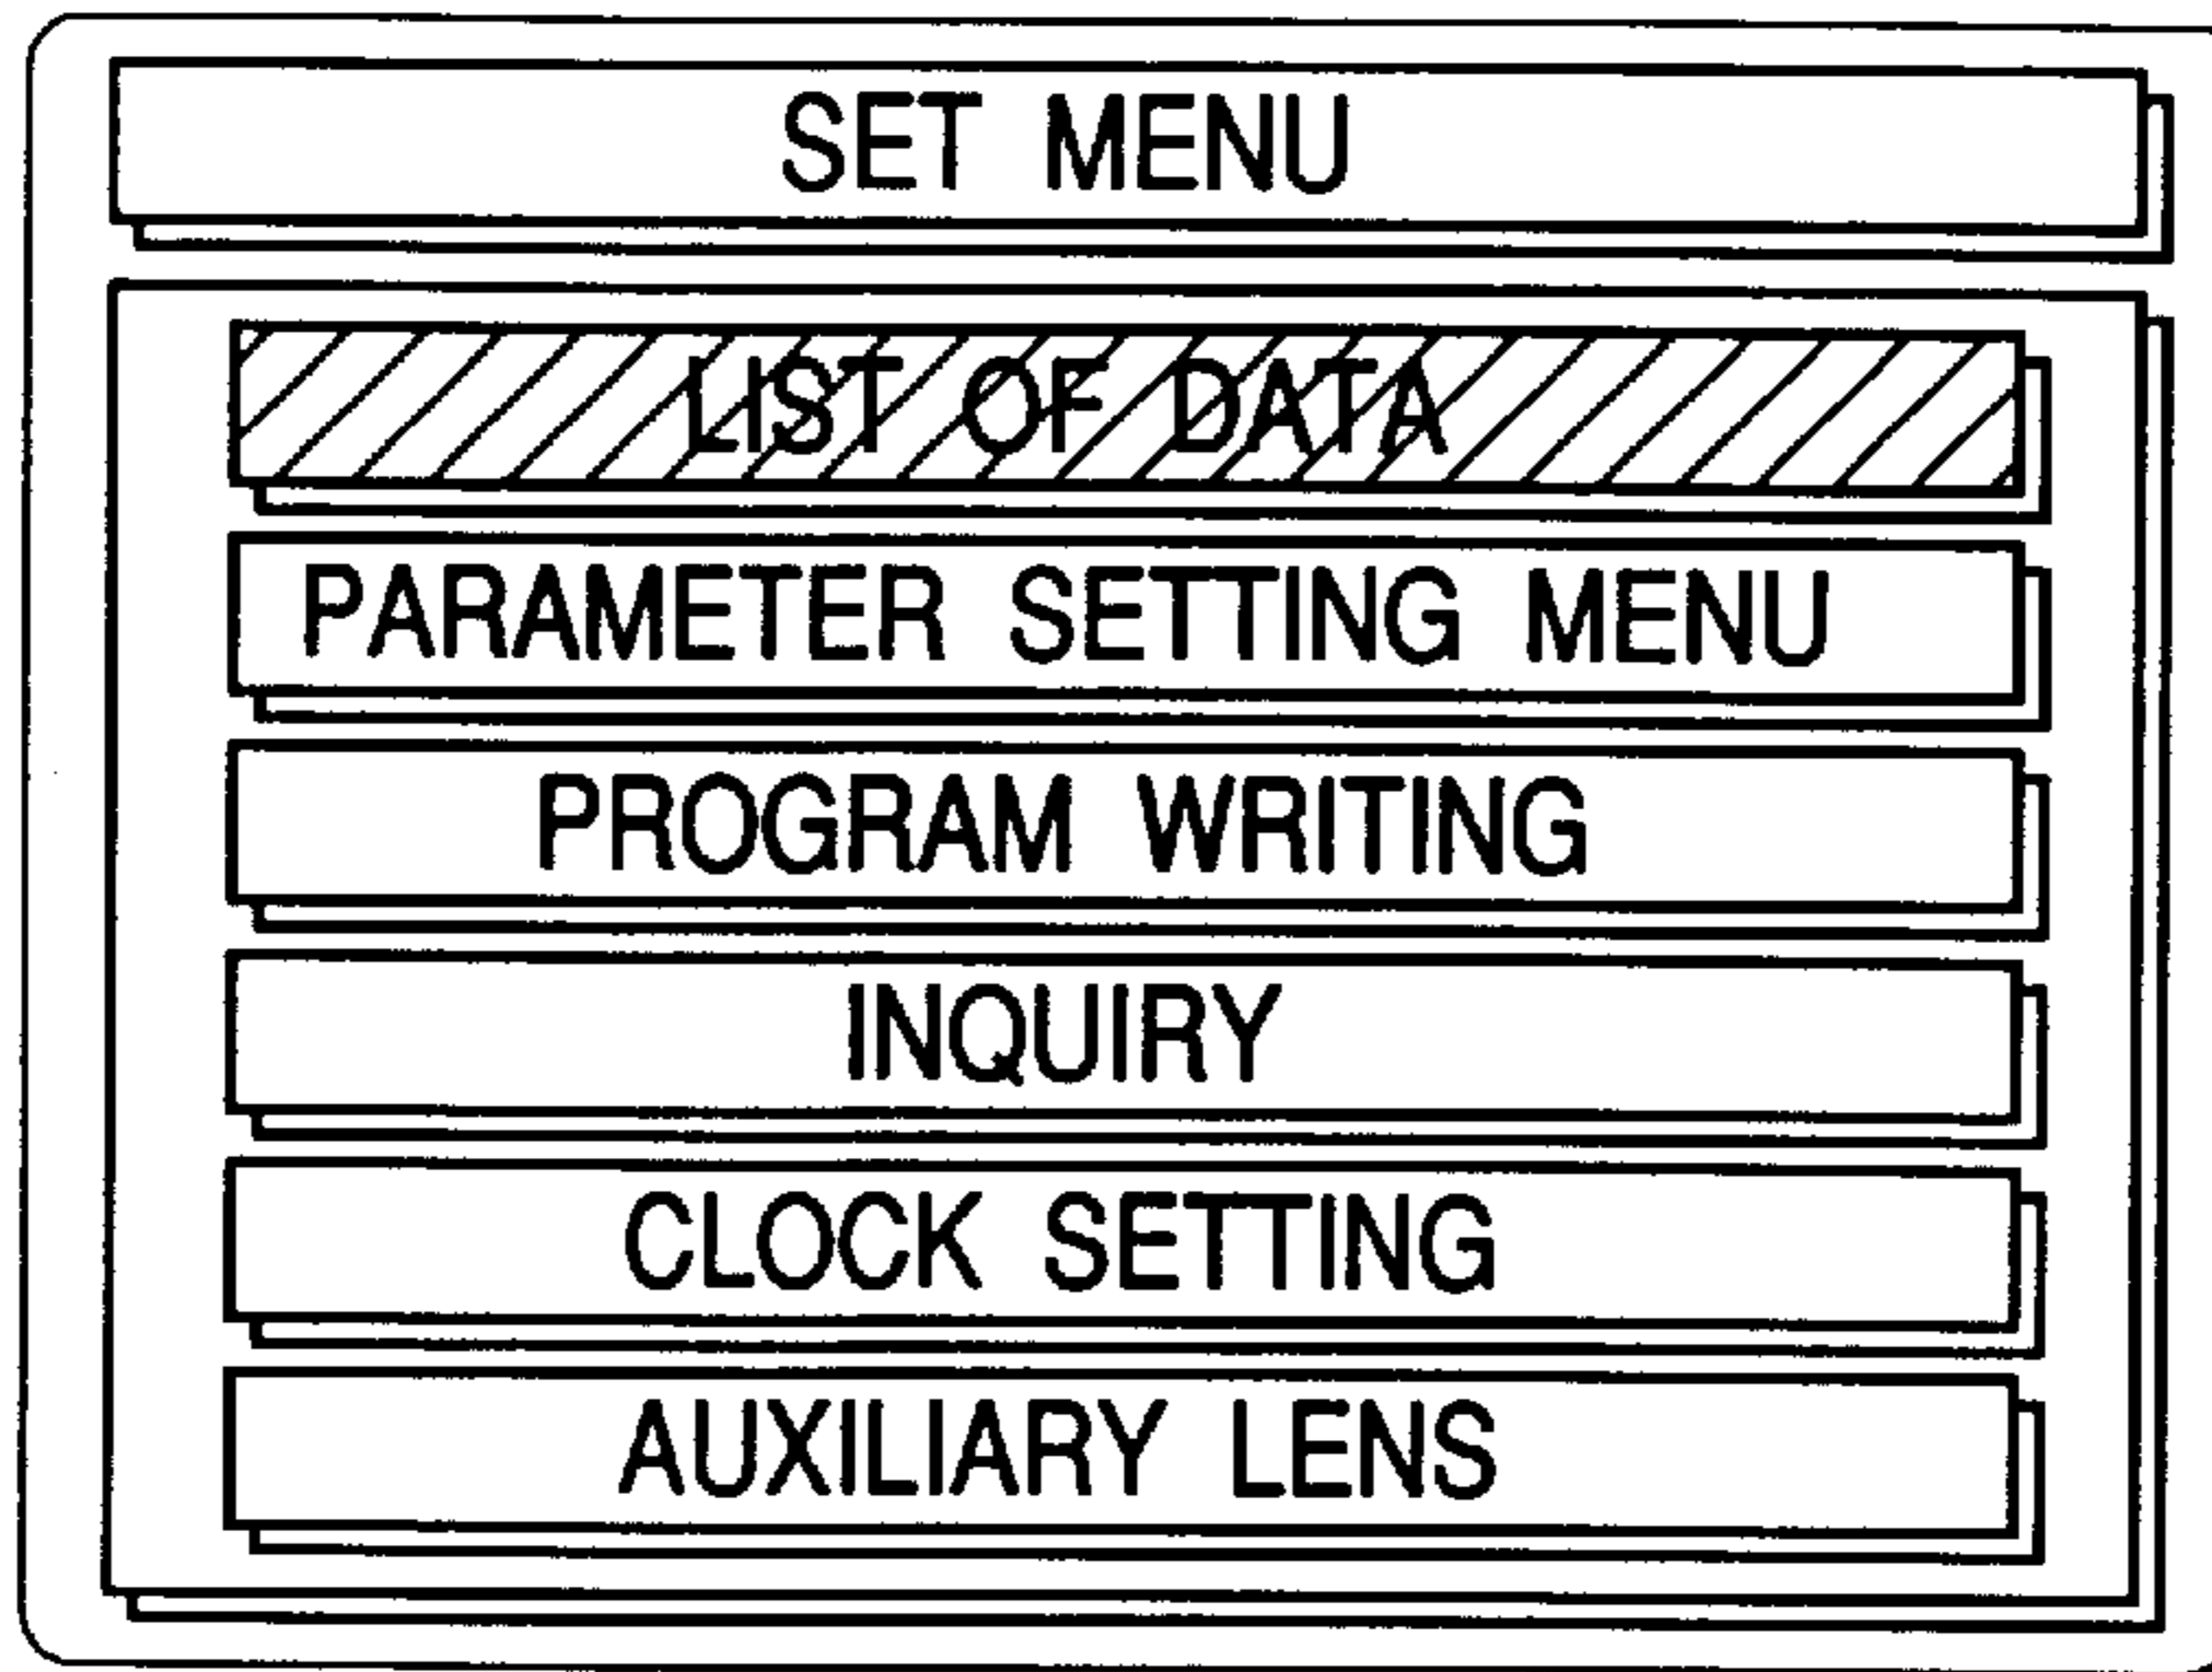 SET MENU
LIST OF DATA
PARAMETER SETTING MENU
PROGRAM WRITING
INQUIRY
CLOCK SETTING
AUXILIARY LENS